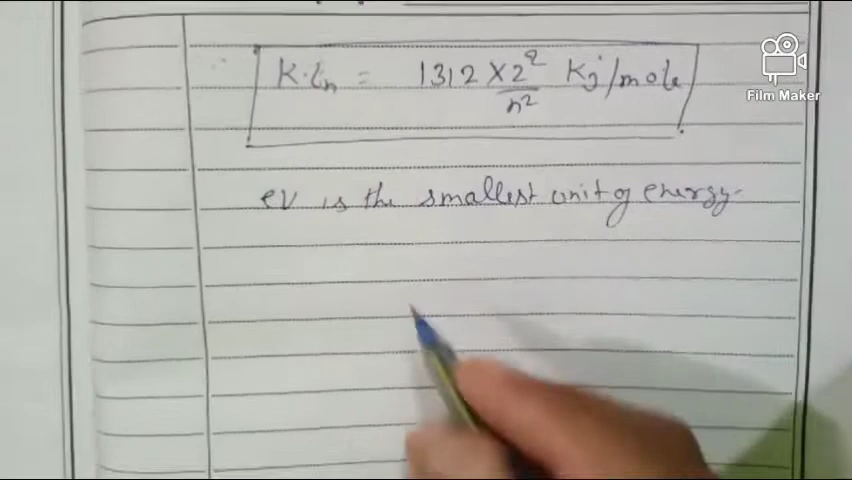 K.En = 1312 X Z² Kj/mole
n²
ev is the smallest unit of energy.
Film Maker